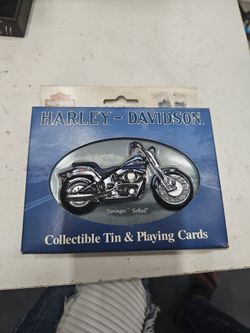 HARLEY-DAVIDSON
Springer Softail
Collectible Tin & Playing Cards